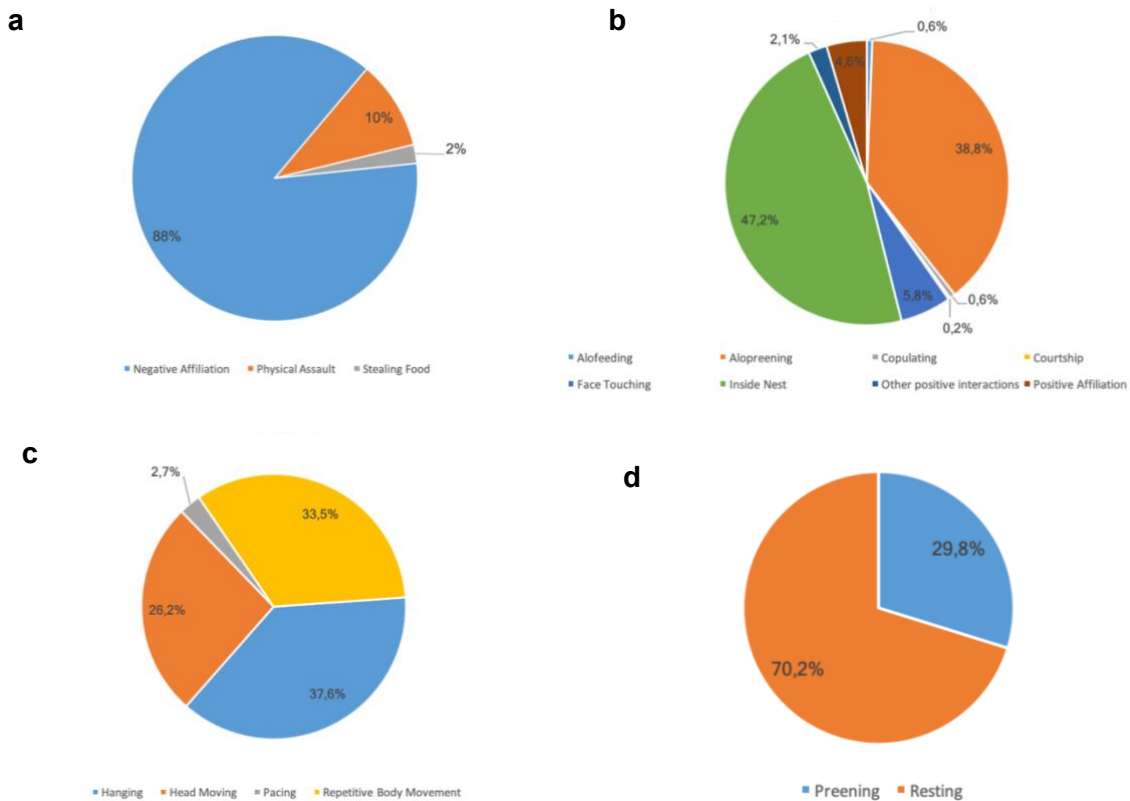 a
10%
2%
88%
Negative Affiliation Physical Assault Stealing Food
b
0,6%
2,1%
4,6%
38,8%
47,2%
5,8%
0,6%
0,2%
Alofeeding Alopreening Copulating Courtship
Face Touching Inside Nest Other positive interactions Positive Affiliation
c
2,7%
33,5%
26,2%
37,6%
Hanging Head Moving Pacing Repetitive Body Movement
d
29,8%
70,2%
Preening Resting